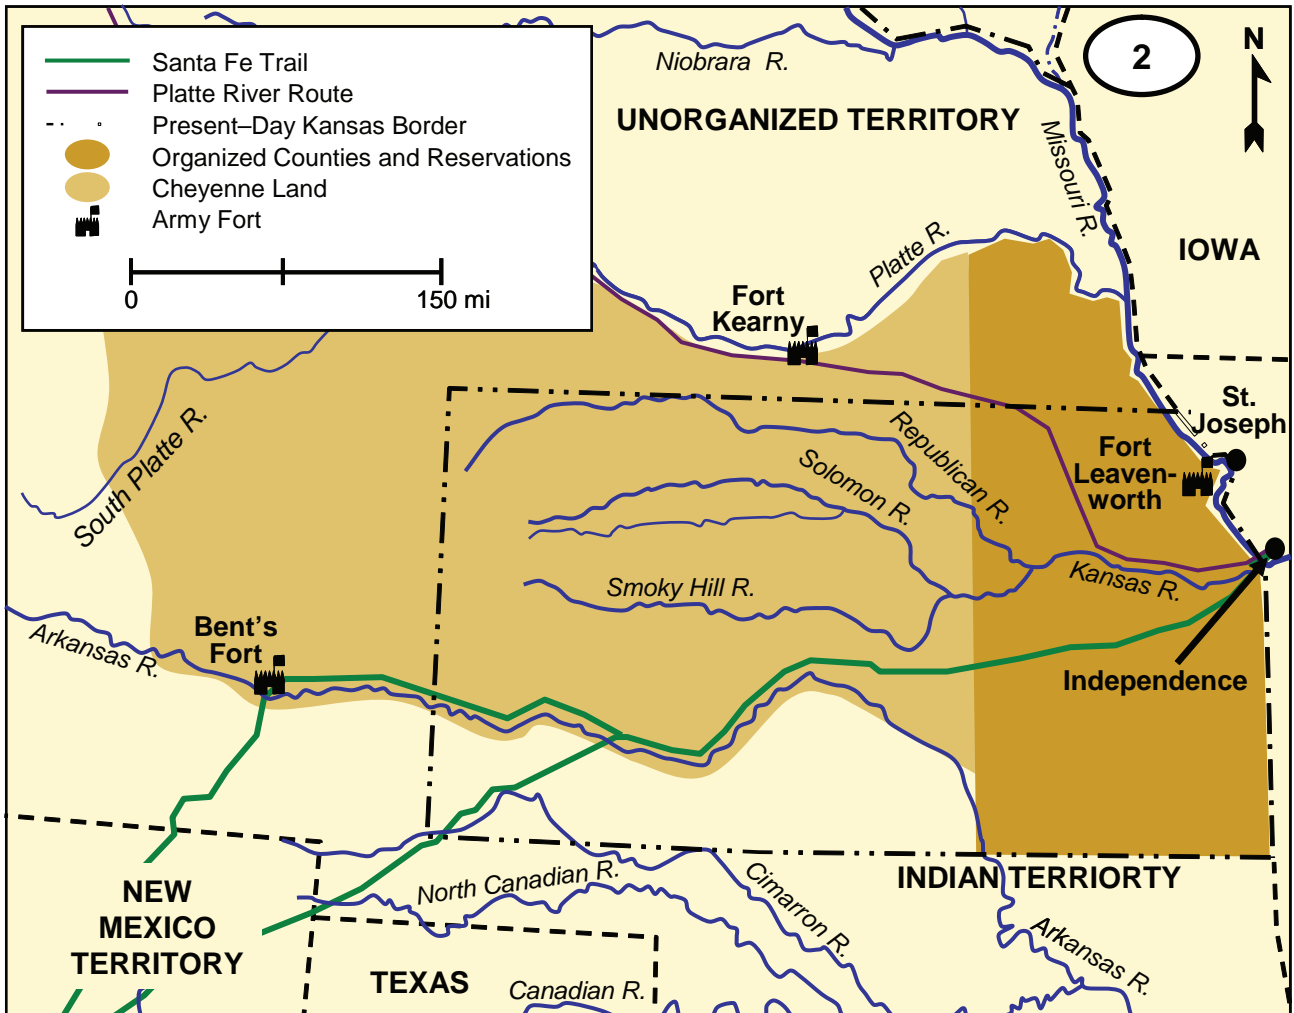 Santa Fe Trail
Platte River Route
Present–Day Kansas Border
Organized Counties and Reservations
Cheyenne Land
Army Fort
0
150 mi
2
N
Niobrara R.
UNORGANIZED TERRITORY
Missouri R.
IOWA
Platte R.
Fort
Kearny
St.
Joseph
Fort
Leaven-
worth
South Platte R.
Republican R.
Solomon R.
Smoky Hill R.
Kansas R.
Bent’s
Fort
Arkansas R.
Independence
INDIAN TERRIORTY
North Canadian R.
Cimarron R.
Arkansas R.
NEW
MEXICO
TERRITORY
TEXAS
Canadian R.